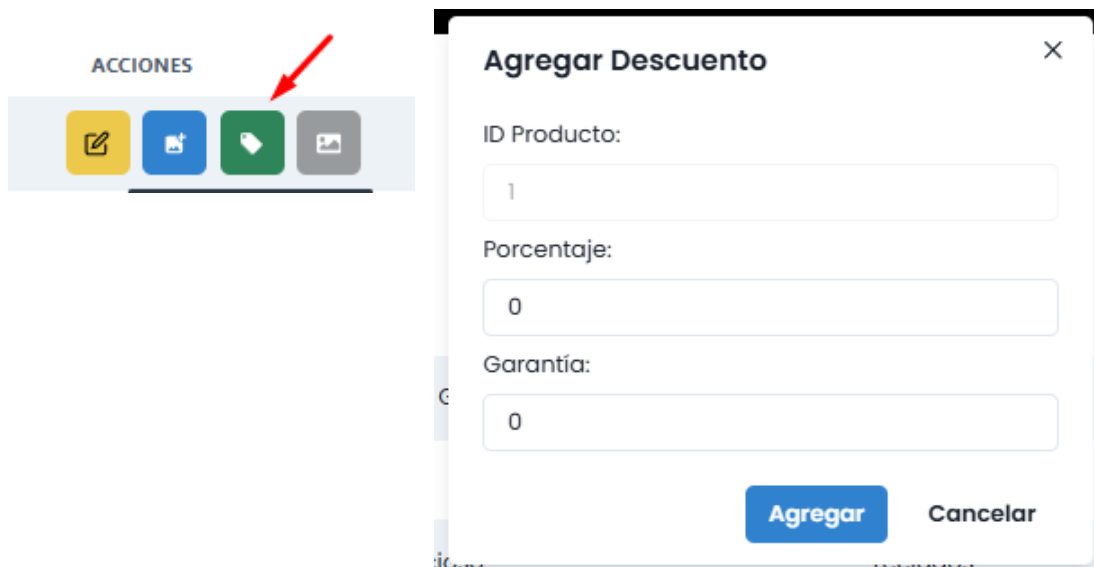 ACCIONES
Agregar Descuento
ID Producto:
1
Porcentaje:
0
Garantía:
0
Agregar Cancelar